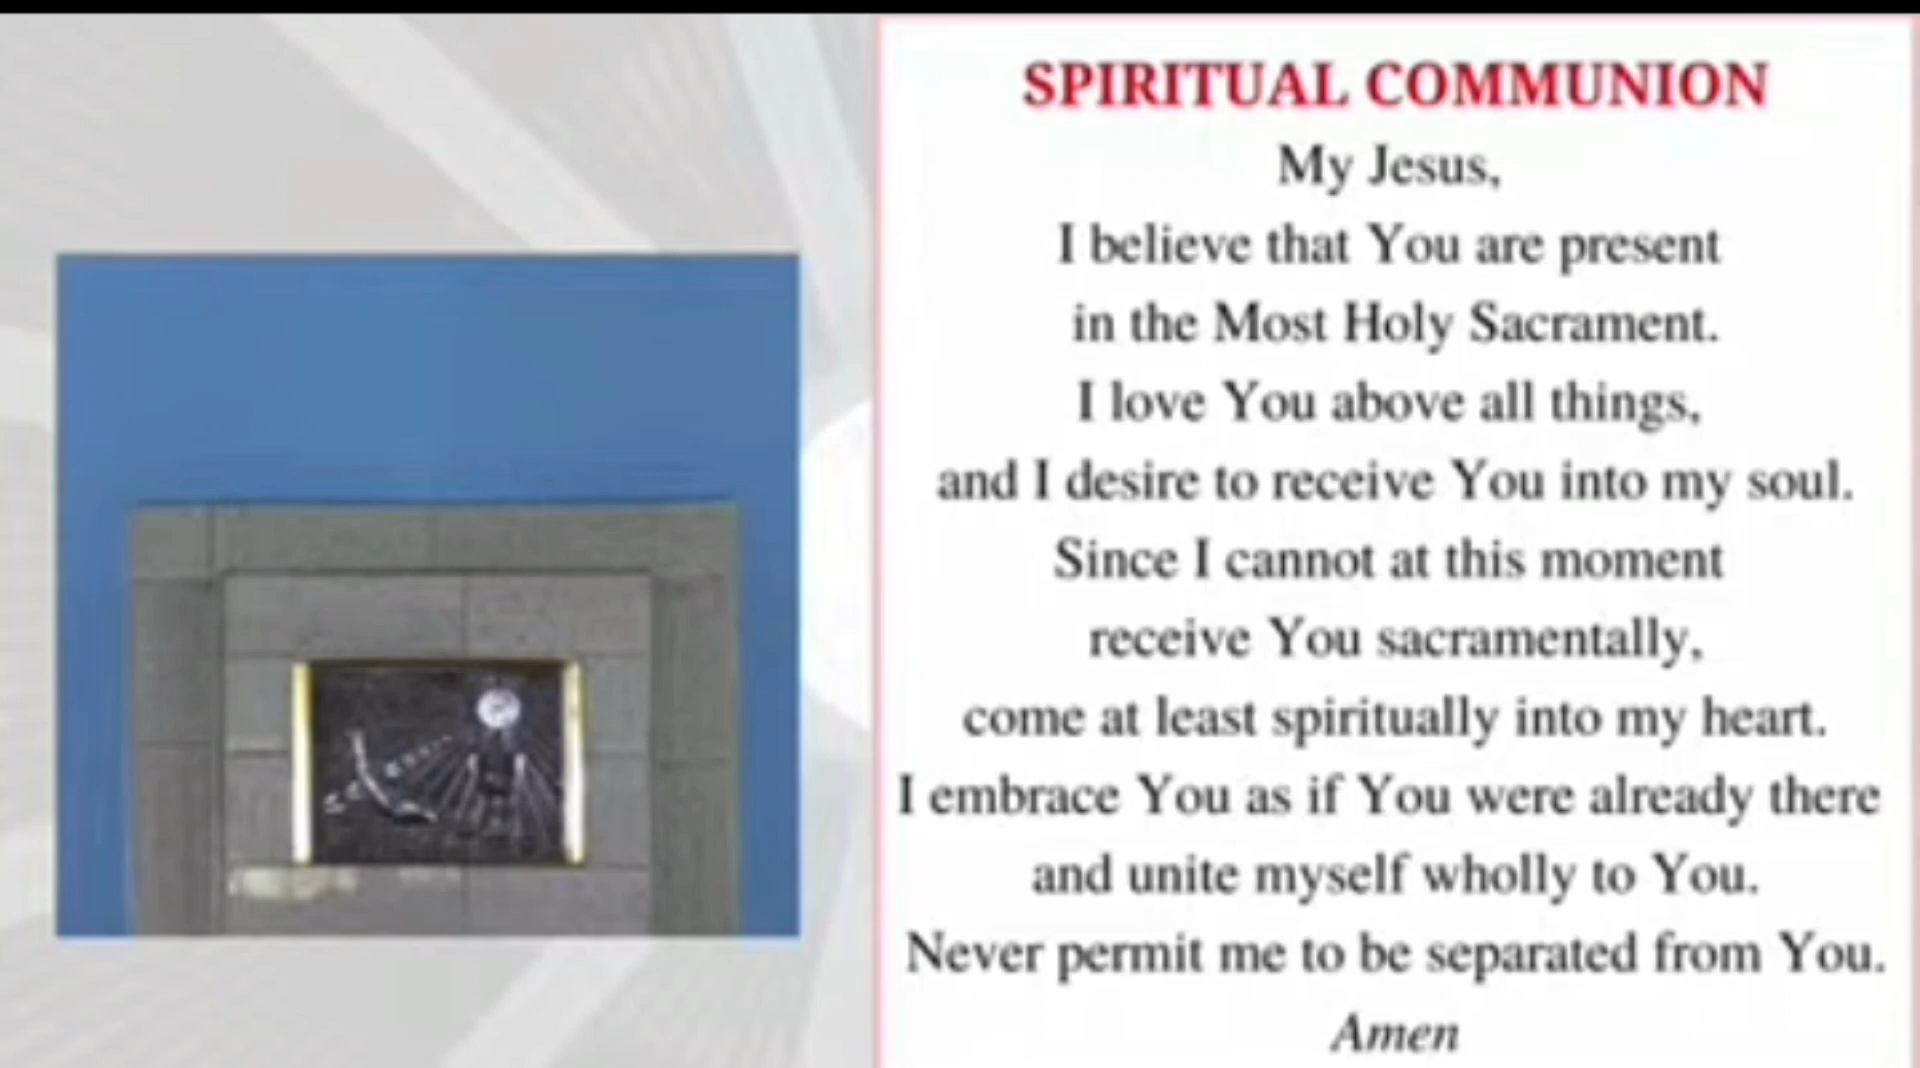 SPIRITUAL COMMUNION
My Jesus,
I believe that You are present
in the Most Holy Sacrament.
I love You above all things,
and I desire to receive You into my soul.
Since I cannot at this moment
receive You sacramentally,
come at least spiritually into my heart.
I embrace You as if You were already there
and unite myself wholly to You.
Never permit me to be separated from You.
Amen